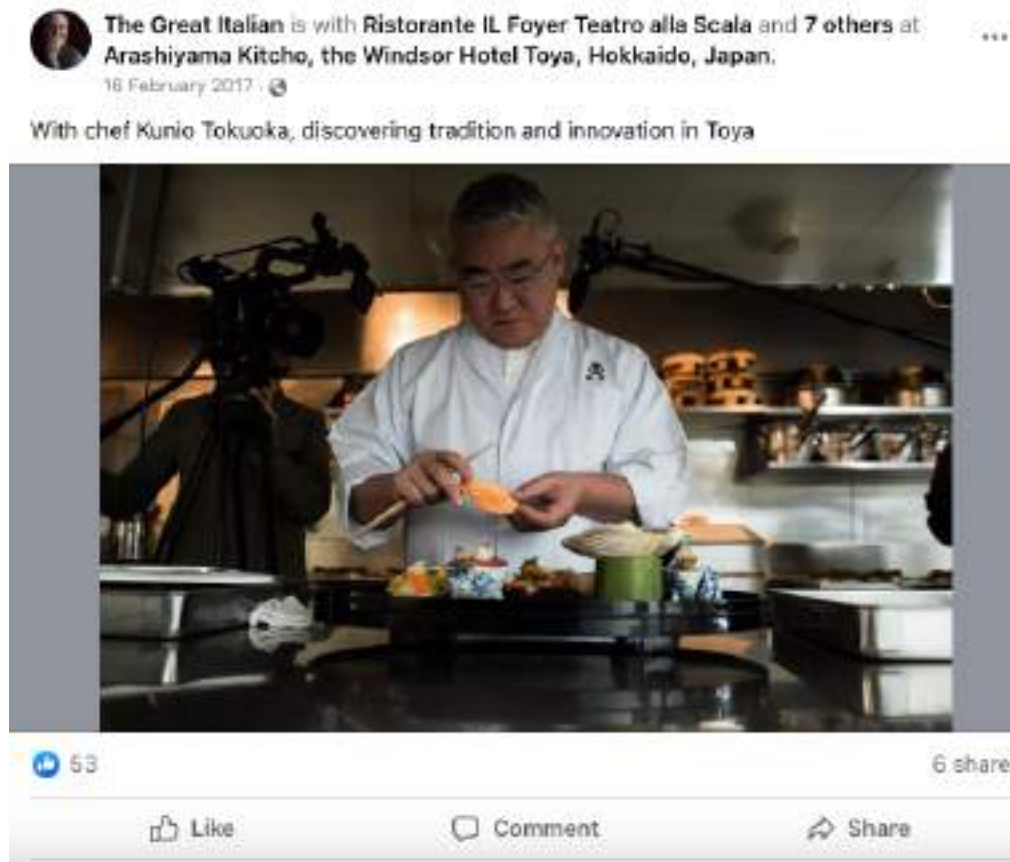 The Great Italian is with Ristorante IL Foyer Teatro alla Scala and 7 others at
Arashiyama Kitcho, the Windsor Hotel Toya, Hokkaido, Japan.
16 February 2017 ·
With chef Kunio Tokuoka, discovering tradition and innovation in Toya
53
6 share
Like
Comment
Share